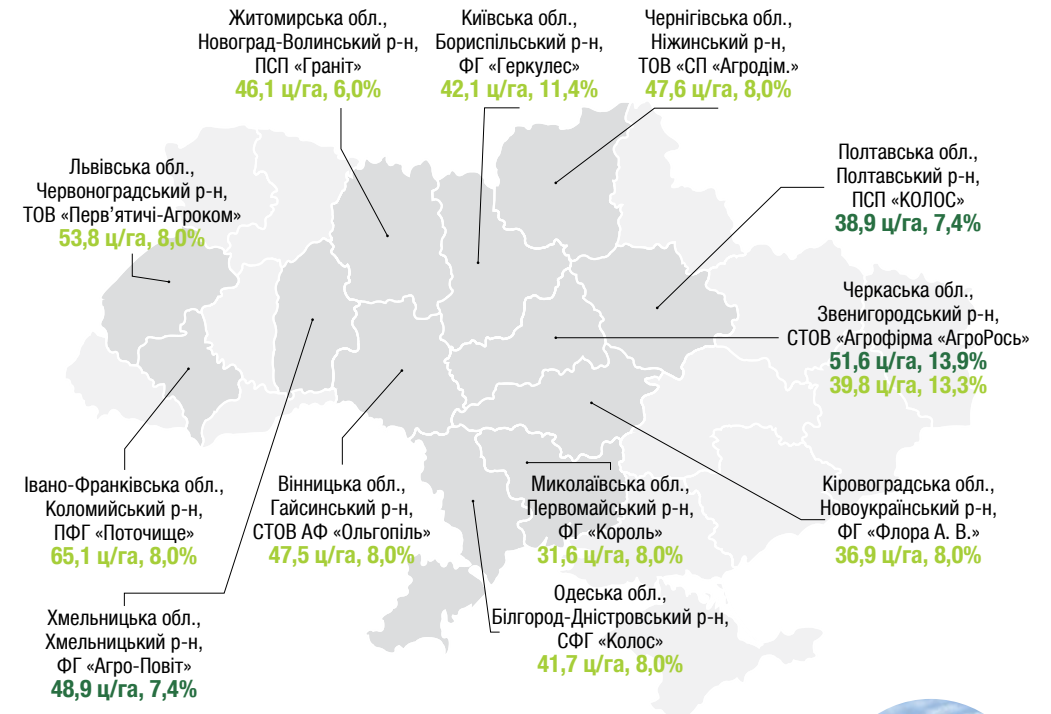 Житомирська обл.,
Новоград-Волинський р-н,
ПСП «Граніт»
46,1 ц/га, 6,0%
Київська обл.,
Бориспільський р-н,
ФГ «Геркулес»
42,1 ц/га, 11,4%
Чернігівська обл.,
Ніжинський р-н,
ТОВ «СП «Агродім.»
47,6 ц/га, 8,0%
Львівська обл.,
Червоноградський р-н,
ТОВ «Перв’ятичі-Агроком»
53,8 ц/га, 8,0%
Полтавська обл.,
Полтавський р-н,
ПСП «КОЛОС»
38,9 ц/га, 7,4%
Черкаська обл.,
Звенигородський р-н,
СТОВ «Агрофірма «АгроРось»
51,6 ц/га, 13,9%
39,8 ц/га, 13,3%
Івано-Франківська обл.,
Коломийський р-н,
ПФГ «Поточище»
65,1 ц/га, 8,0%
Вінницька обл.,
Гайсинський р-н,
СТОВ АФ «Ольгопіль»
47,5 ц/га, 8,0%
Миколаївська обл.,
Первомайський р-н,
ФГ «Король»
31,6 ц/га, 8,0%
Кіровоградська обл.,
Новоукраїнський р-н,
ФГ «Флора А. В.»
36,9 ц/га, 8,0%
Хмельницька обл.,
Хмельницький р-н,
ФГ «Агро-Повіт»
48,9 ц/га, 7,4%
Одеська обл.,
Білгород-Дністровський р-н,
СФГ «Колос»
41,7 ц/га, 8,0%